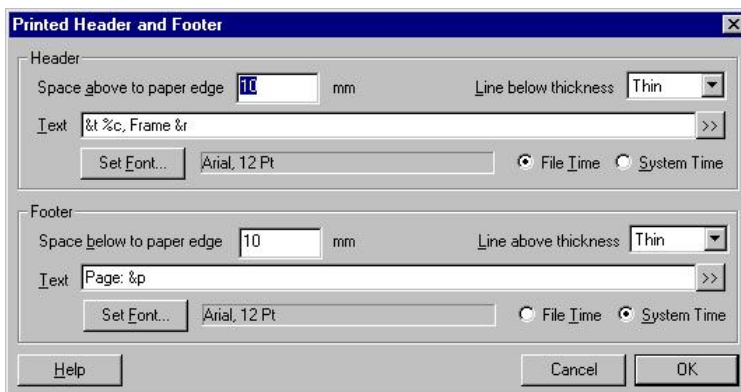 Printed Header and Footer
Header
Space above to paper edge 10 mm Line below thickness Thin
Text &t %c, Frame &r >>
Set Font... Arial, 12 Pt File Time System Time
Footer
Space below to paper edge 10 mm Line above thickness Thin
Text Page: &p >>
Set Font... Arial, 12 Pt File Time System Time
Help Cancel OK